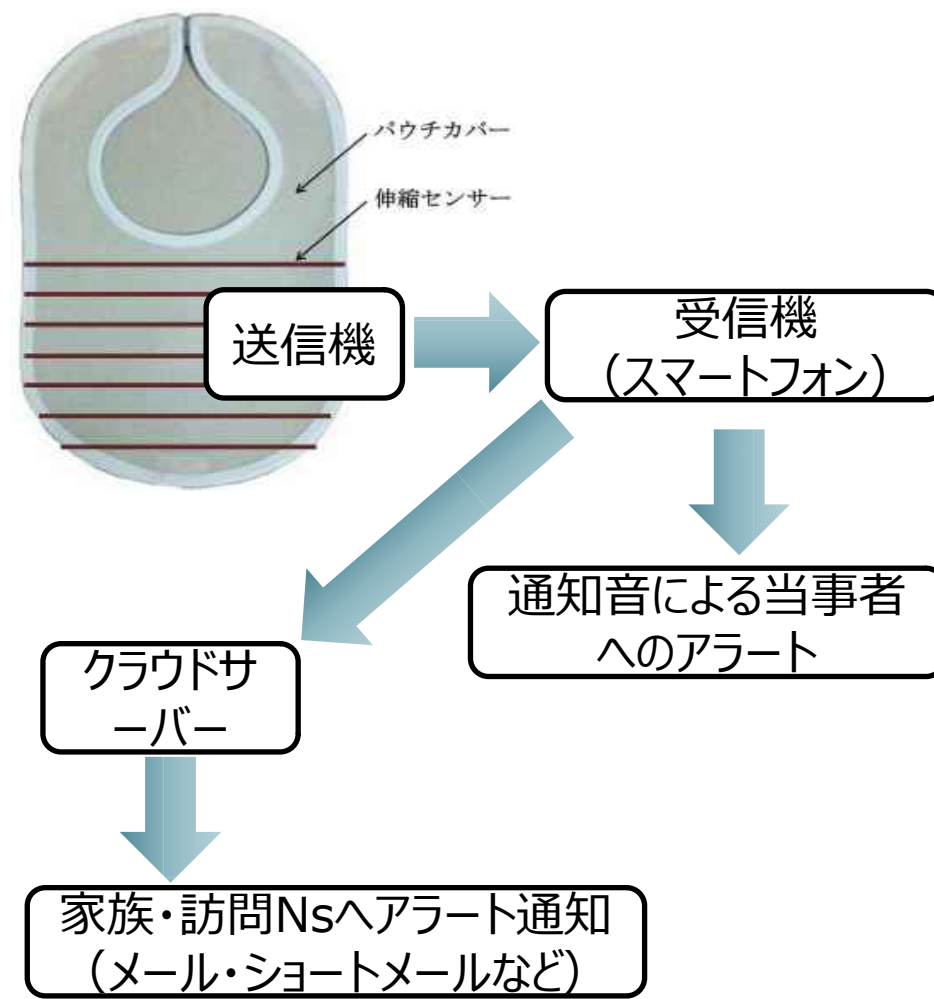 パウチカバー
伸縮センサー
送信機
受信機
（スマートフォン）
通知音による当事者
へのアラート
クラウドサ
ーバー
家族・訪問Nsへアラート通知
（メール・ショートメールなど）